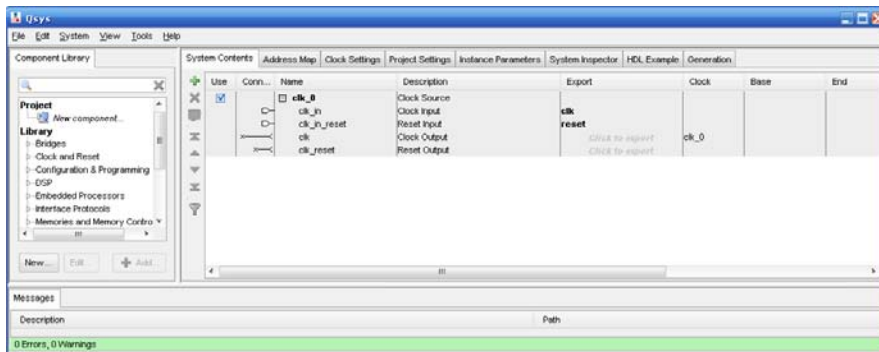 Qsys
File Edit System View Tools Help
Component Library
System Contents Address Map Clock Settings Project Settings Instance Parameters System Inspector HDL Example Generation
Use Conn... Name Description Export Clock Base End
Project
New component...
Library
Bridges
Clock and Reset
Configuration & Programming
DSP
Embedded Processors
Interface Protocols
Memories and Memory Contro
New... Edit... Add...
clk_0 Clock Source
clk_in Clock Input clk
clk_in_reset Reset Input reset
clk Clock Output Click to export clk_0
clk_reset Reset Output Click to export
Messages
Description Path
0 Errors, 0 Warnings